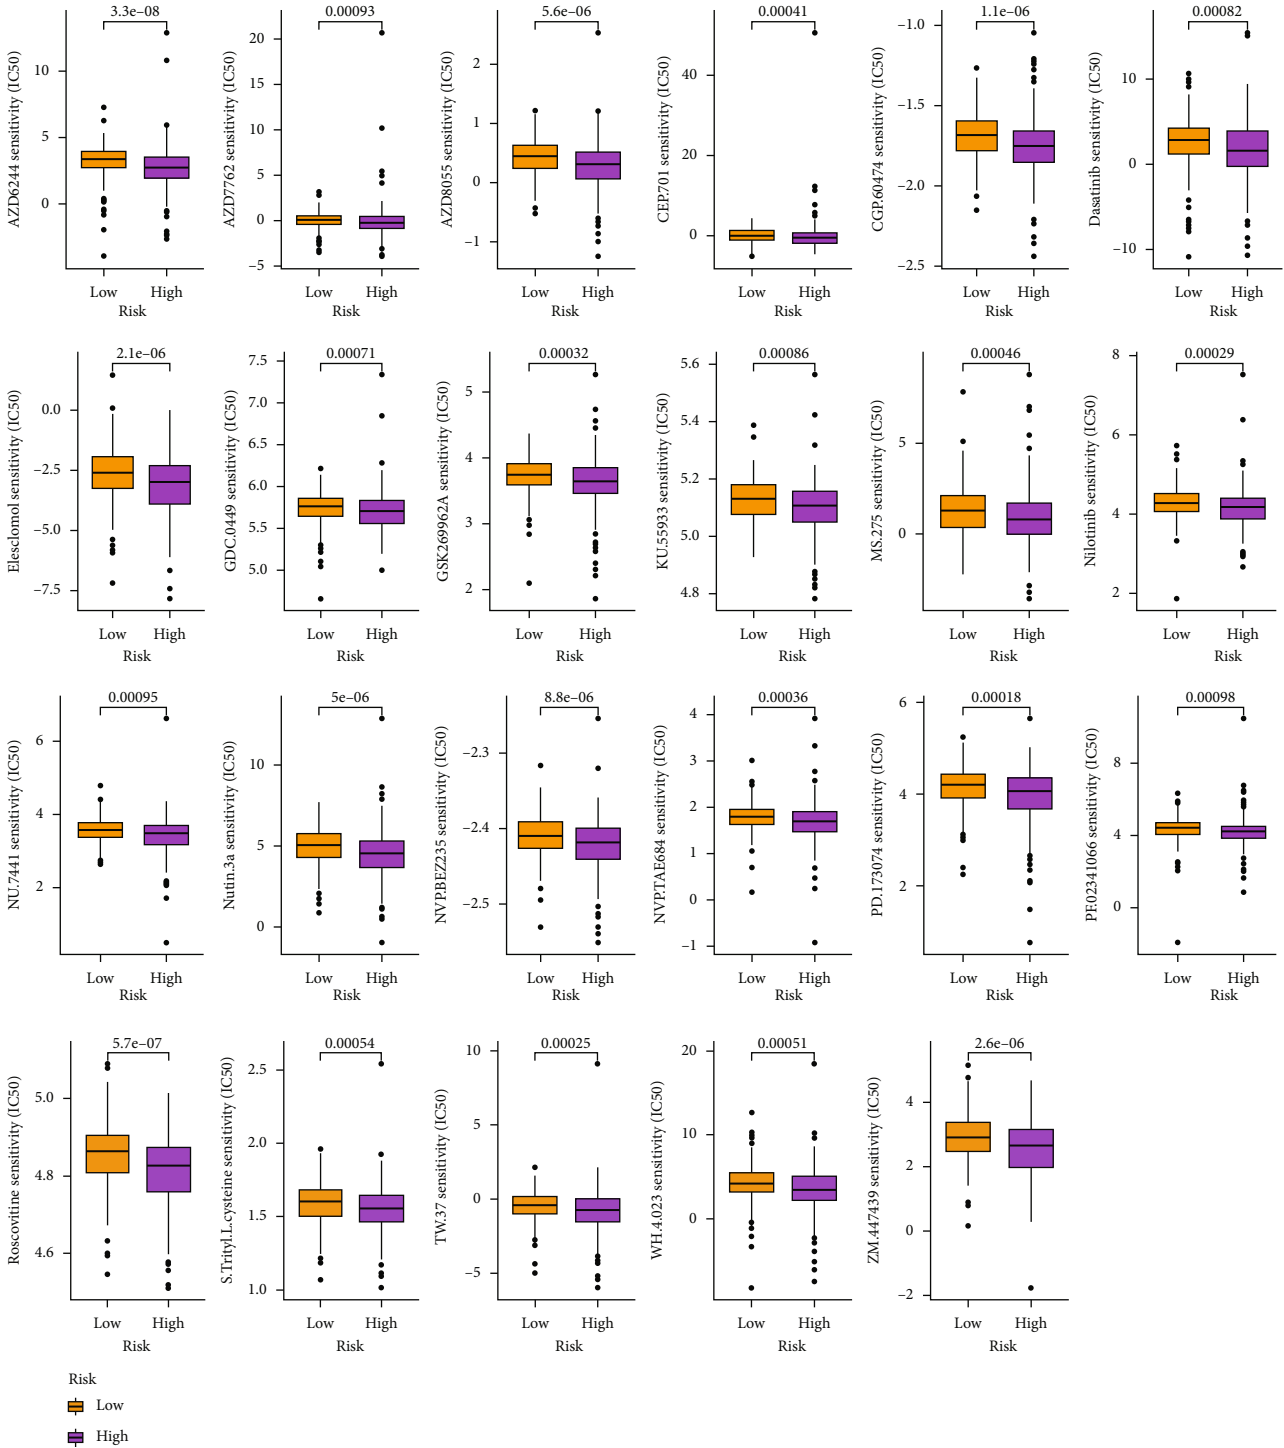 3.3e–08
AZD6244 sensitivity (IC50)
10
5
0
Low High
Risk
0.00093
AZD7762 sensitivity (IC50)
20
15
10
5
0
–5
Low High
Risk
5.6e–06
AZD8055 sensitivity (IC50)
2
1
0
–1
Low High
Risk
0.00041
CEP.701 sensitivity (IC50)
40
20
0
Low High
Risk
1.1e–06
CGP.60474 sensitivity (IC50)
–1.0
–1.5
–2.0
–2.5
Low High
Risk
0.00082
Dasatinib sensitivity (IC50)
10
0
–10
Low High
Risk
2.1e–06
Elesclomol sensitivity (IC50)
0.0
–2.5
–5.0
–7.5
Low High
Risk
0.00071
GDC.0449 sensitivity (IC50)
7.5
7.0
6.5
6.0
5.5
5.0
Low High
Risk
0.00032
GSK269962A sensitivity (IC50)
5
4
3
2
Low High
Risk
0.00086
KU.55933 sensitivity (IC50)
5.6
5.4
5.2
5.0
4.8
Low High
Risk
0.00046
MS.275 sensitivity (IC50)
5
0
Low High
Risk
0.00029
Nilotinib sensitivity (IC50)
8
6
4
2
Low High
Risk
0.00095
NU.7441 sensitivity (IC50)
6
4
2
Low High
Risk
5e–06
Nutin.3a sensitivity (IC50)
10
5
0
Low High
Risk
8.8e–06
NVP.BEZ235 sensitivity (IC50)
–2.3
–2.4
–2.5
Low High
Risk
0.00036
NVP.TAE684 sensitivity (IC50)
4
3
2
1
0
–1
Low High
Risk
0.00018
PD.173074 sensitivity (IC50)
6
4
2
Low High
Risk
0.00098
PF.02341066 sensitivity (IC50)
8
4
0
Low High
Risk
5.7e–07
Roscovitine sensitivity (IC50)
5.0
4.8
4.6
Low High
Risk
0.00054
S.Trityl.L.cysteine sensitivity (IC50)
2.5
2.0
1.5
1.0
Low High
Risk
0.00025
TW.37 sensitivity (IC50)
10
5
0
–5
Low High
Risk
0.00051
WH.4.023 sensitivity (IC50)
20
10
0
Low High
Risk
2.6e–06
ZM.447439 sensitivity (IC50)
4
2
0
–2
Low High
Risk
Risk
Low
High